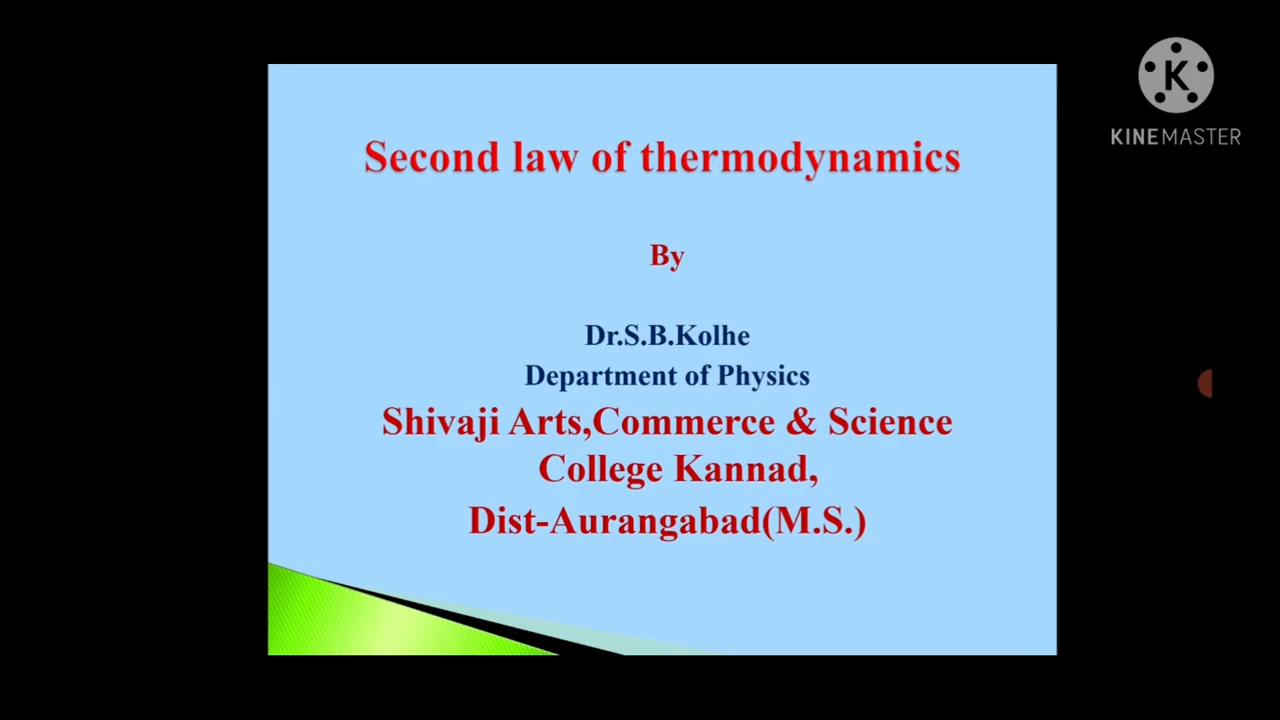 Second law of thermodynamics
By
Dr.S.B.Kolhe
Department of Physics
Shivaji Arts,Commerce & Science
College Kannad,
Dist-Aurangabad(M.S.)
K
KINEMASTER